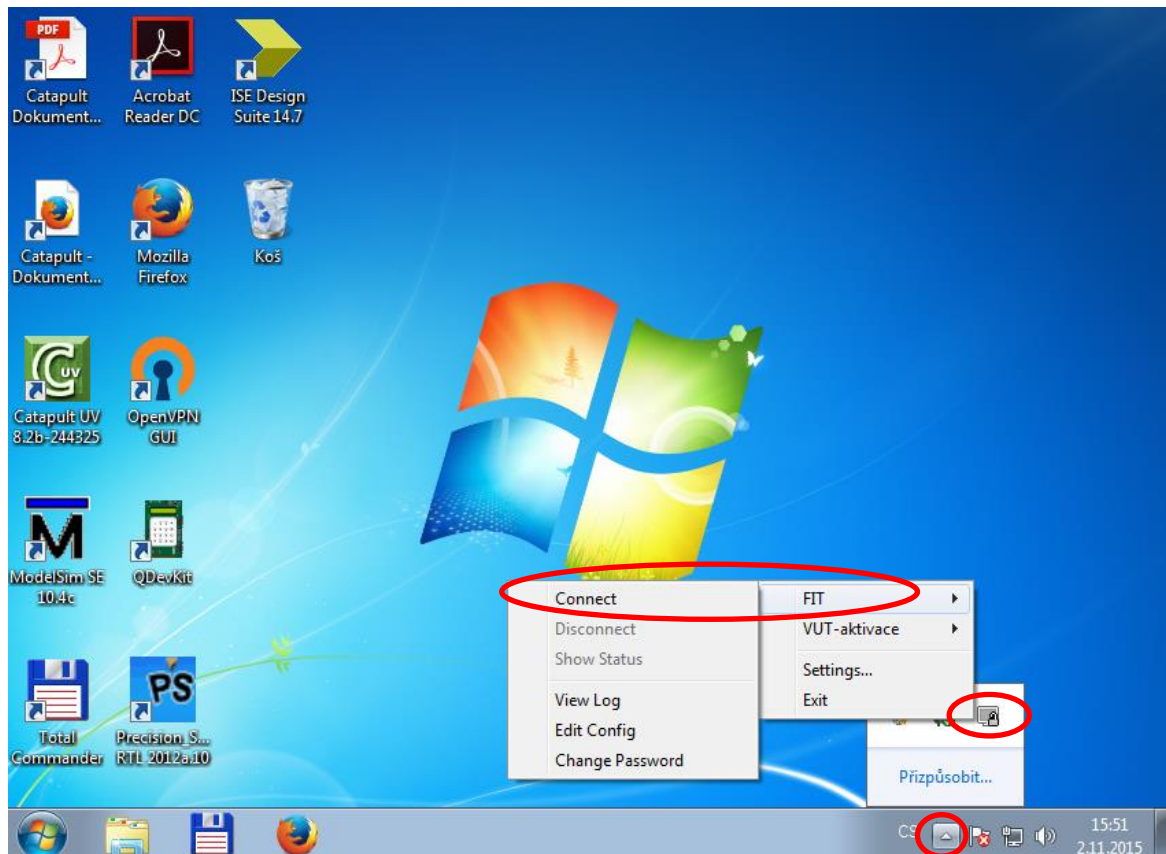 PDF
Catapult
Dokument...
Acrobat
Reader DC
ISE Design
Suite 14.7
Catapult -
Dokument...
Mozilla
Firefox
Koš
UV
Catapult UV
8.2b-244325
OpenVPN
GUI
M
ModelSim SE
10.4c
QDevKit
PS
Total
Commander
Precision_S...
RTL 2012a.10
Connect
Disconnect
Show Status
View Log
Edit Config
Change Password
FIT
VUT-aktivace
Settings...
Exit
Přizpůsobit...
CS
15:51
2.11.2015